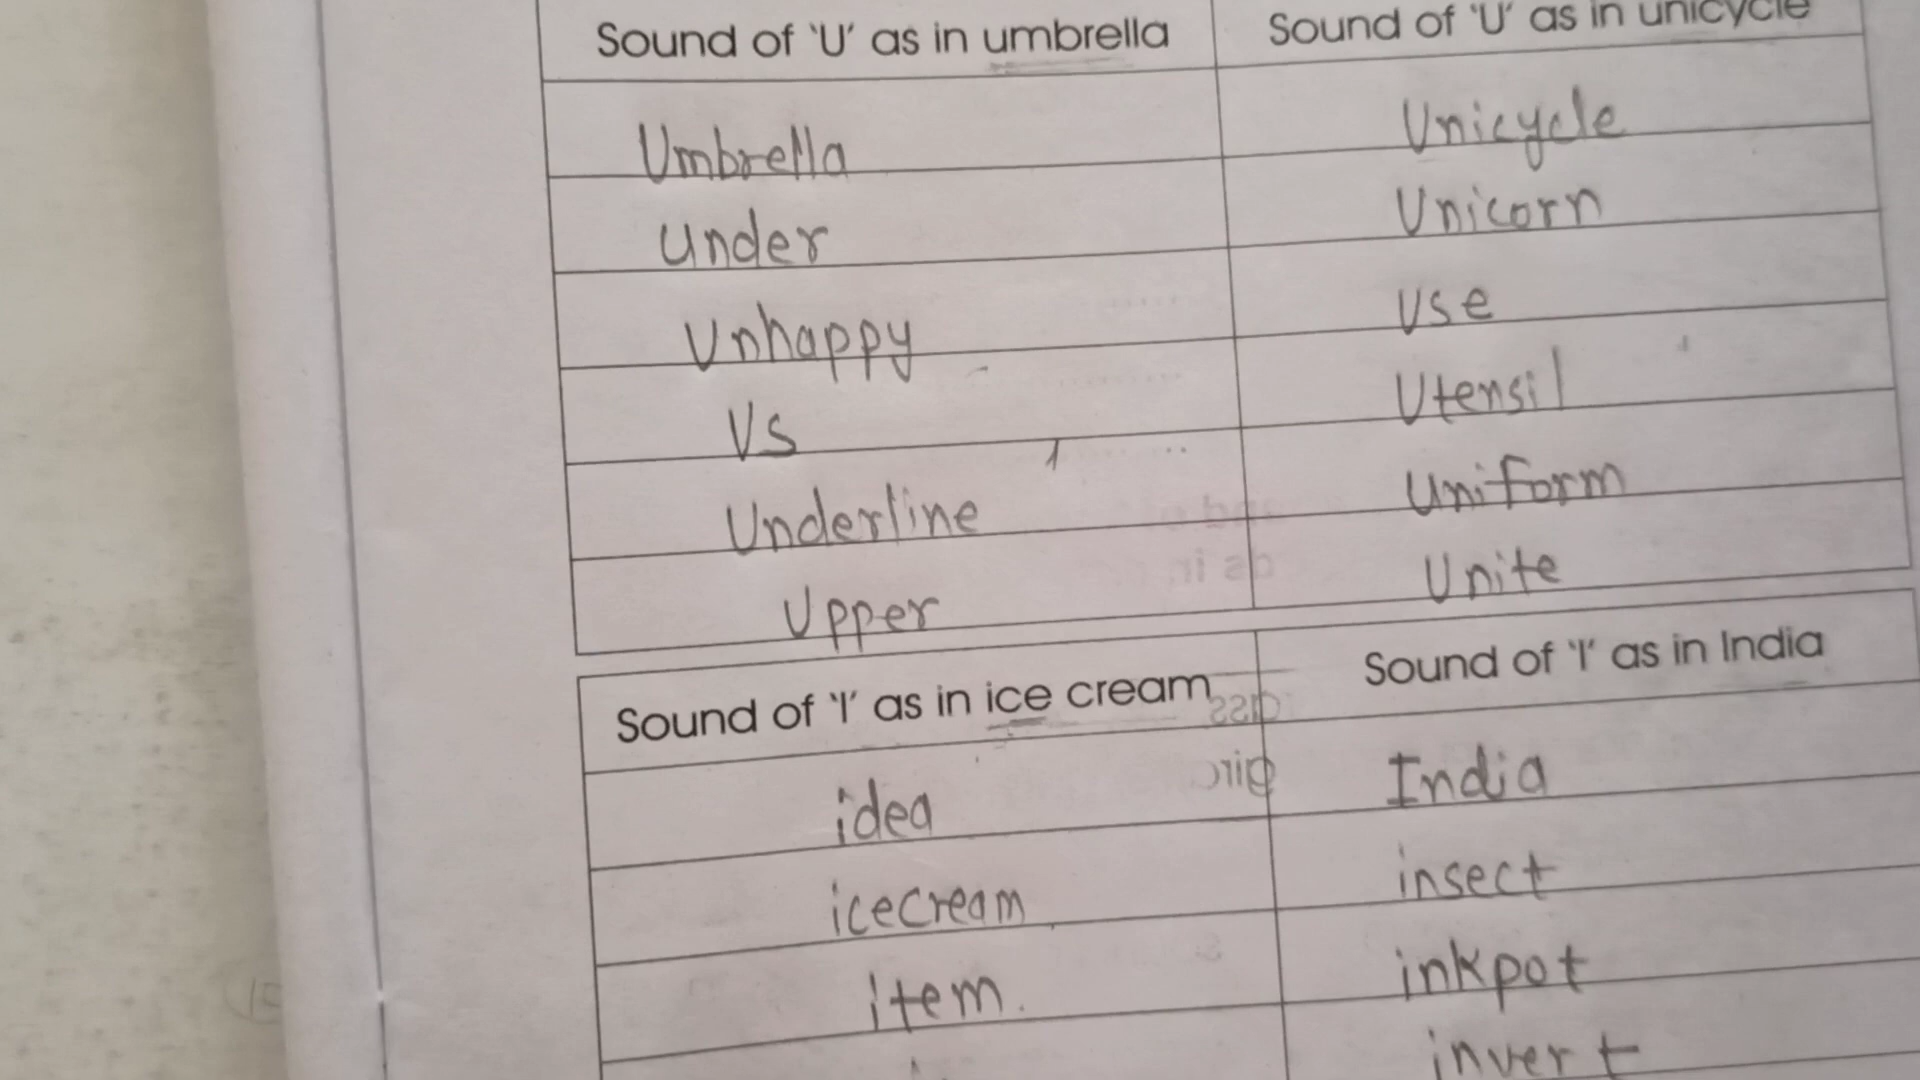 Sound of 'U' as in umbrella
Sound of 'U' as in unicycle
Umbrella
Unicycle
Under
Unicorn
Unhappy
Use
Us
Utensil
Underline
Uniform
Upper
Unite
Sound of 'I' as in ice cream
Sound of 'I' as in India
idea
India
icecream
insect
item.
inkpot
invert